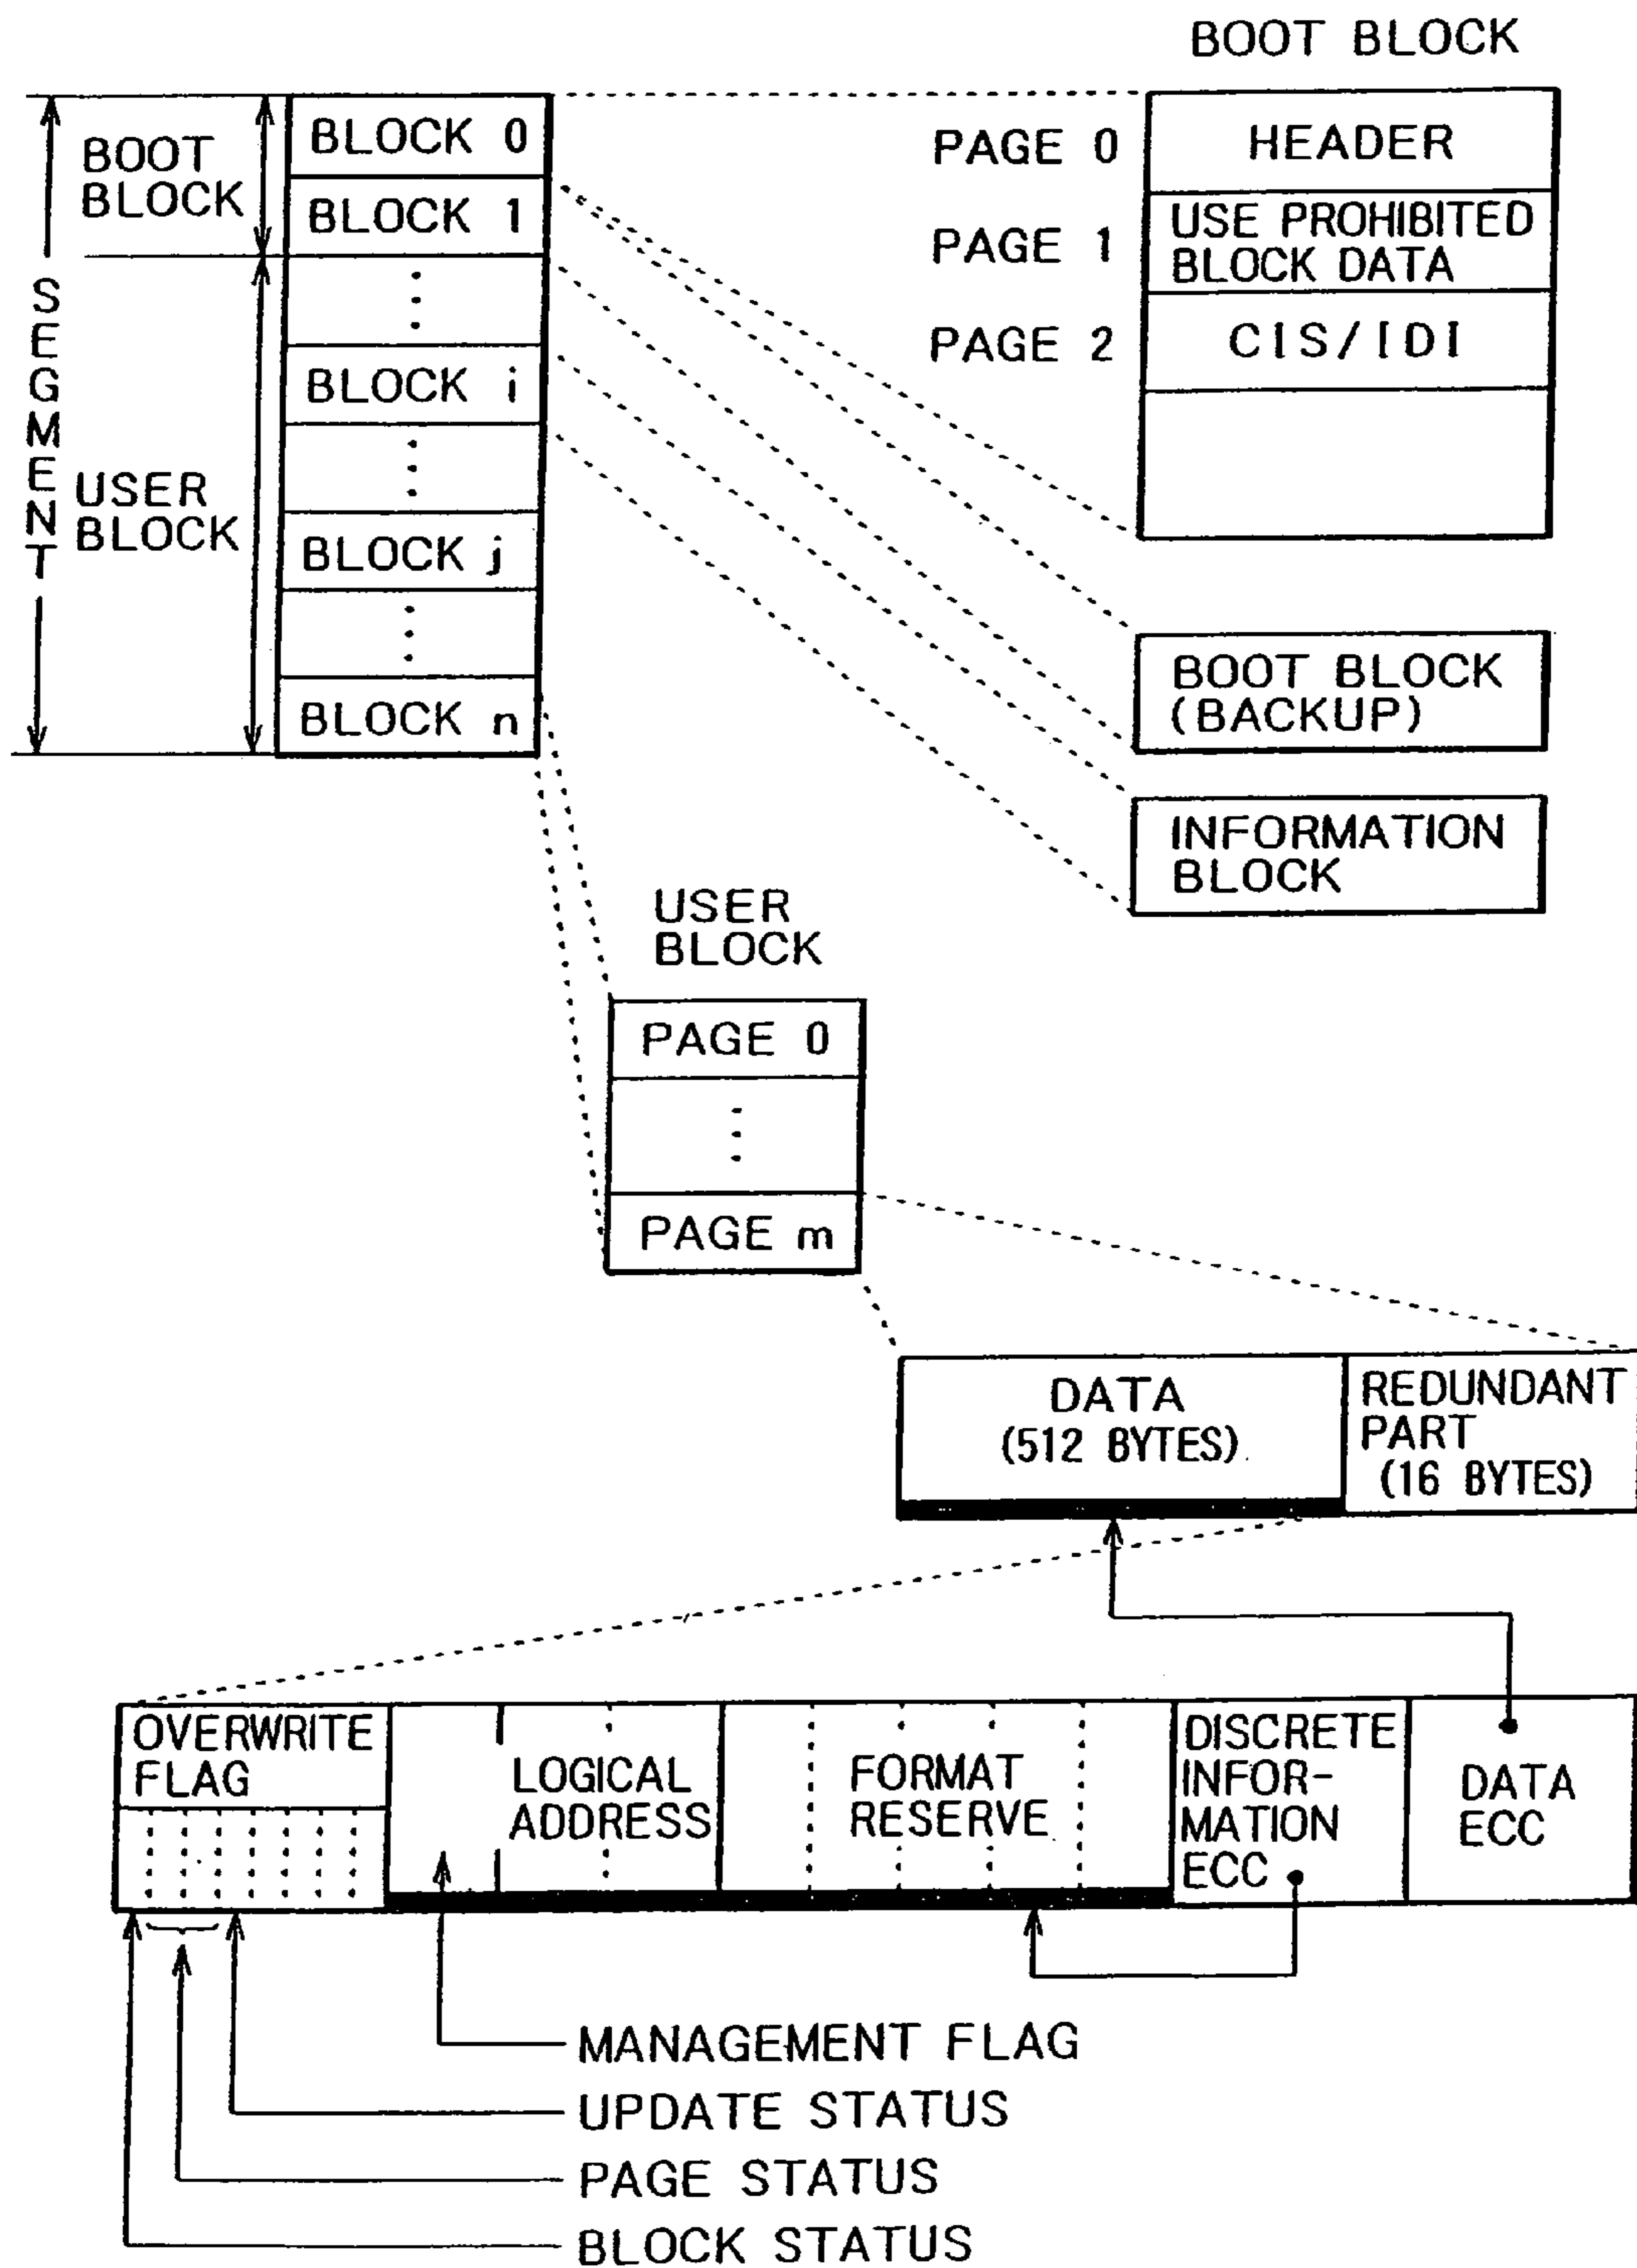 BOOT BLOCK
BOOT
BLOCK
SEGMENT
USER
BLOCK
BLOCK 0
BLOCK 1
BLOCK i
BLOCK j
BLOCK n
PAGE 0
HEADER
PAGE 1
USE PROHIBITED
BLOCK DATA
PAGE 2
CIS/IDI
BOOT BLOCK
(BACKUP)
INFORMATION
BLOCK
USER
BLOCK
PAGE 0
PAGE m
DATA
(512 BYTES)
REDUNDANT
PART
(16 BYTES)
OVERWRITE
FLAG
LOGICAL
ADDRESS
FORMAT
RESERVE
DISCRETE
INFOR-
MATION
ECC
DATA
ECC
MANAGEMENT FLAG
UPDATE STATUS
PAGE STATUS
BLOCK STATUS